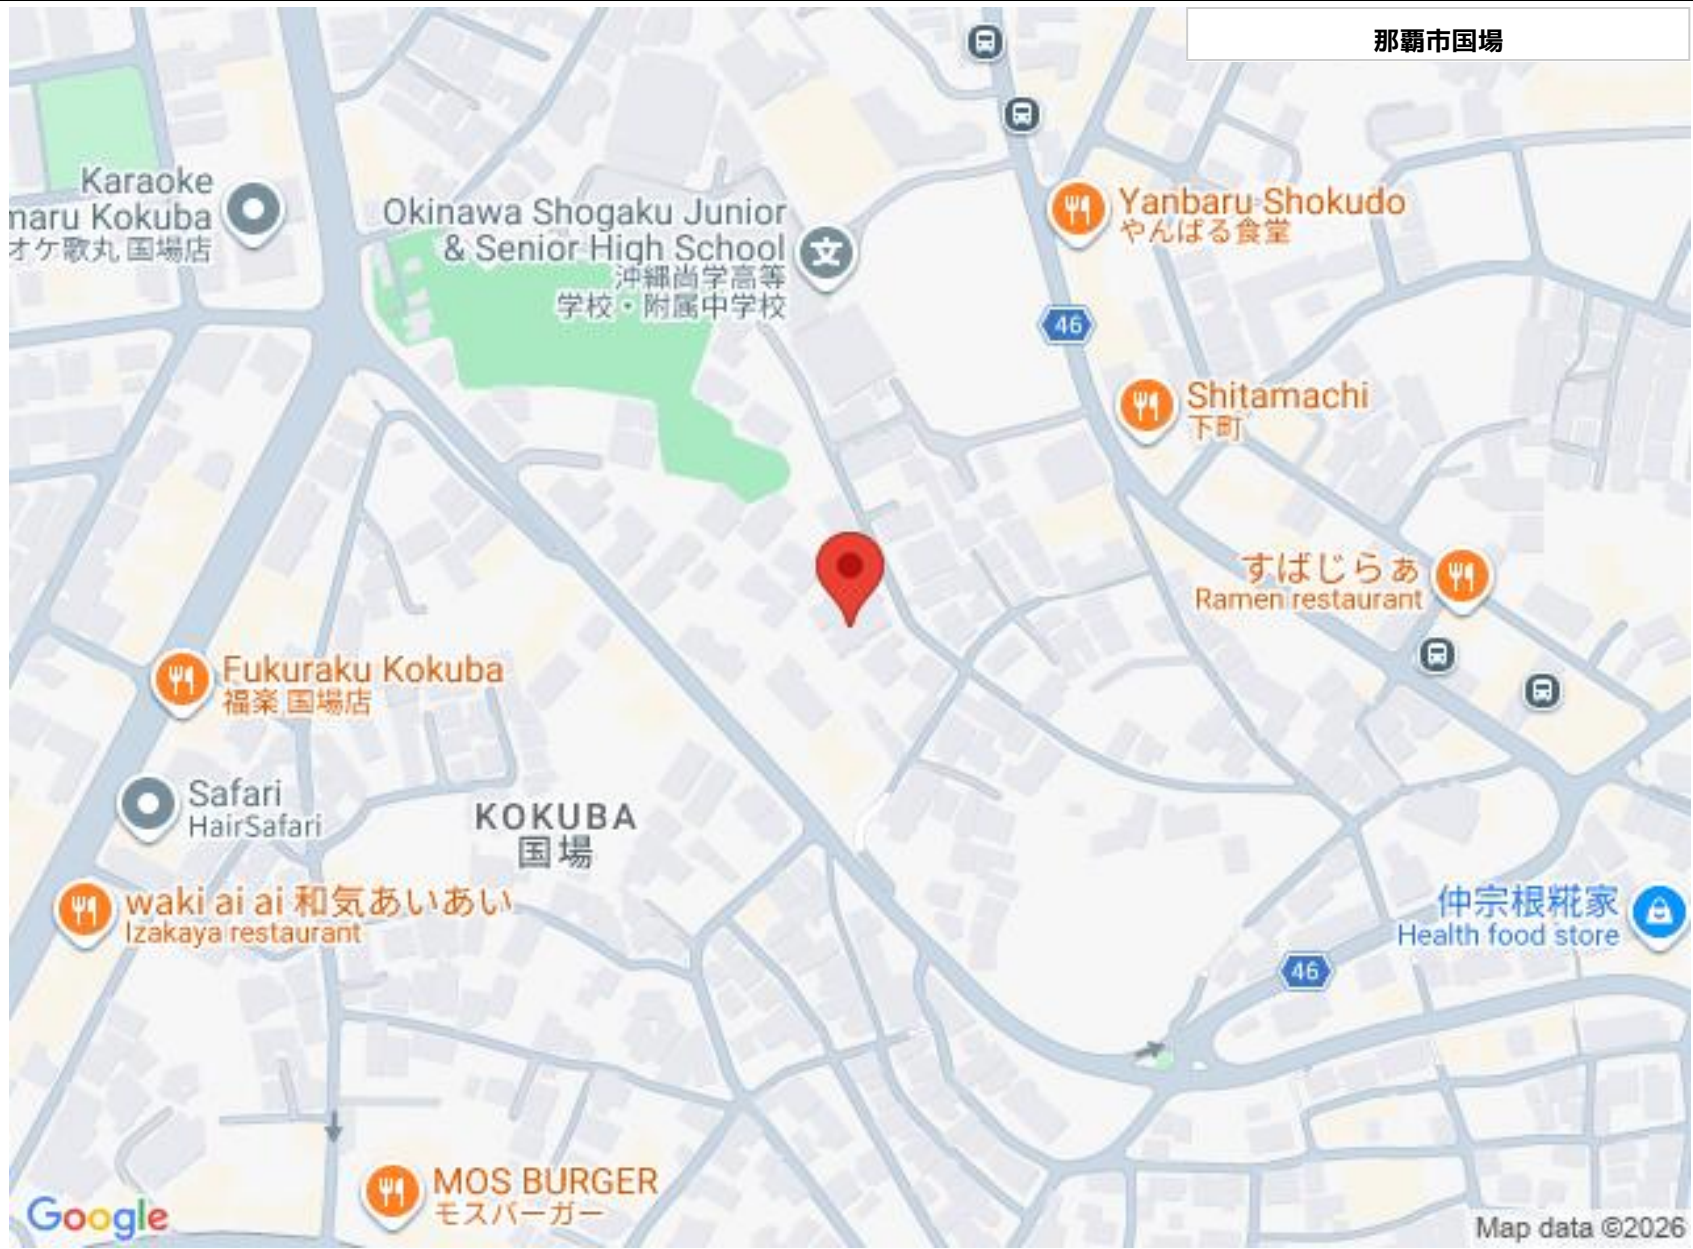 那覇市国場
Karaoke
maru Kokuba
オケ歌丸 国場店
Okinawa Shogaku Junior
& Senior High School
沖縄尚学高等
学校・附属中学校
Yanbaru Shokudo
やんばる食堂
46
Shitamachi
下町
すばじらぁ
Ramen restaurant
Fukuraku Kokuba
福楽 国場店
Safari
HairSafari
KOKUBA
国場
waki ai ai 和気あいあい
Izakaya restaurant
仲宗根糀家
Health food store
46
MOS BURGER
モスバーガー
Google
Map data ©2026